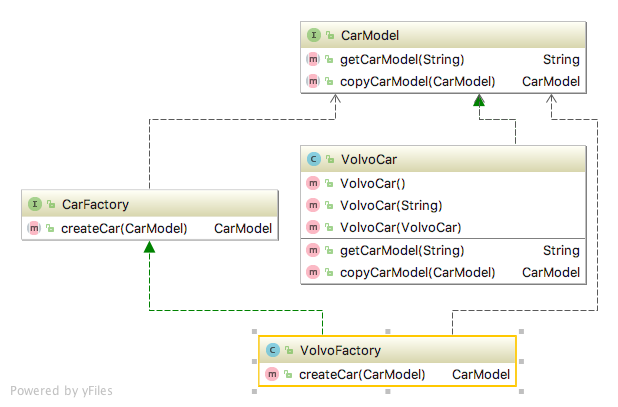 I CarModel
m getCarModel(String) String
m copyCarModel(CarModel) CarModel
C VolvoCar
m VolvoCar()
m VolvoCar(String)
m VolvoCar(VolvoCar)
m getCarModel(String) String
m copyCarModel(CarModel) CarModel
I CarFactory
m createCar(CarModel) CarModel
C VolvoFactory
m createCar(CarModel) CarModel
Powered by yFiles